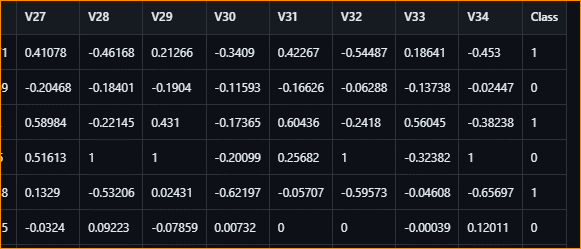 V27 V28 V29 V30 V31 V32 V33 V34 Class
1 0.41078 -0.46168 0.21266 -0.3409 0.42267 -0.54487 0.18641 -0.453 1
9 -0.20468 -0.18401 -0.1904 -0.11593 -0.16626 -0.06288 -0.13738 -0.02447 0
0.58984 -0.22145 0.431 -0.17365 0.60436 -0.2418 0.56045 -0.38238 1
0.51613 1 1 -0.20099 0.25682 1 -0.32382 1 0
8 0.1329 -0.53206 0.02431 -0.62197 -0.05707 -0.59573 -0.04608 -0.65697 1
5 -0.0324 0.09223 -0.07859 0.00732 0 0 -0.00039 0.12011 0